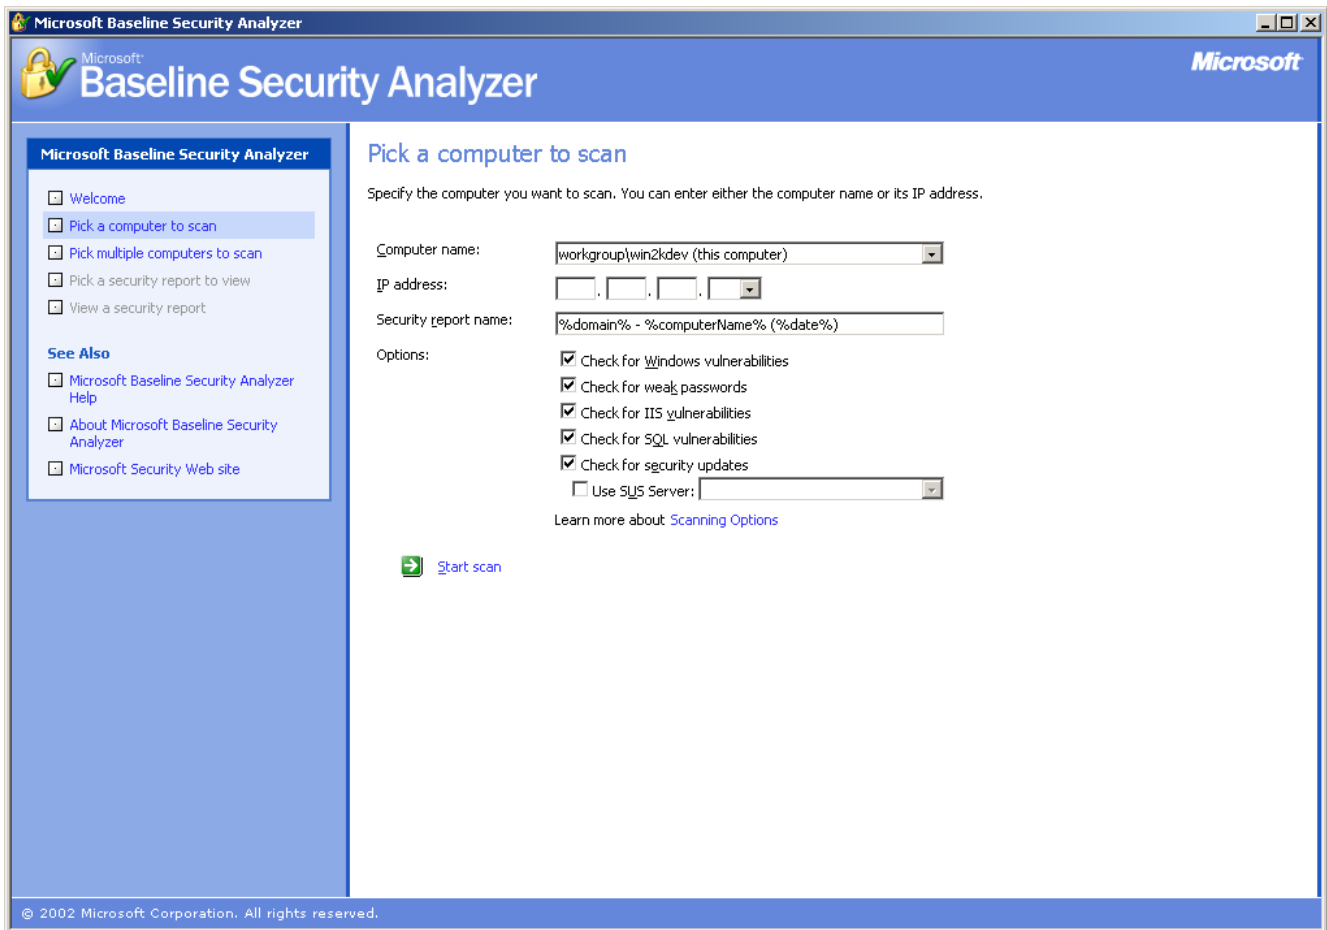 Microsoft Baseline Security Analyzer
Microsoft
Baseline Security Analyzer
Microsoft
Microsoft Baseline Security Analyzer
Welcome
Pick a computer to scan
Pick multiple computers to scan
Pick a security report to view
View a security report
See Also
Microsoft Baseline Security Analyzer
Help
About Microsoft Baseline Security
Analyzer
Microsoft Security Web site
Pick a computer to scan
Specify the computer you want to scan. You can enter either the computer name or its IP address.
Computer name: workgroup\win2kdev (this computer)
IP address: . . .
Security report name: %domain% - %computerName% (%date%)
Options:
Check for Windows vulnerabilities
Check for weak passwords
Check for IIS vulnerabilities
Check for SQL vulnerabilities
Check for security updates
Use SUS Server:
Learn more about Scanning Options
Start scan
© 2002 Microsoft Corporation. All rights reserved.